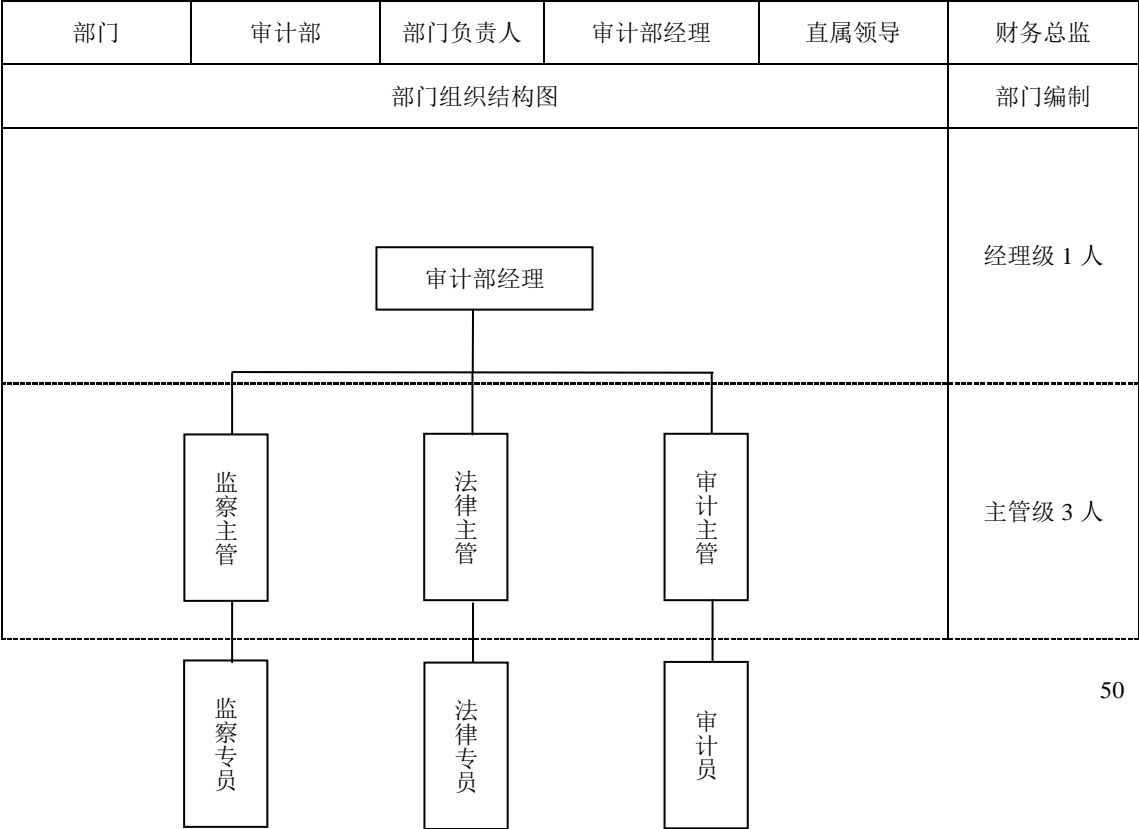 部门 审计部 部门负责人 审计部经理 直属领导 财务总监
部门组织结构图 部门编制
经理级 1 人
审计部经理
监察主管
法律主管
审计主管
主管级 3 人
监察专员
法律专员
审计员
50